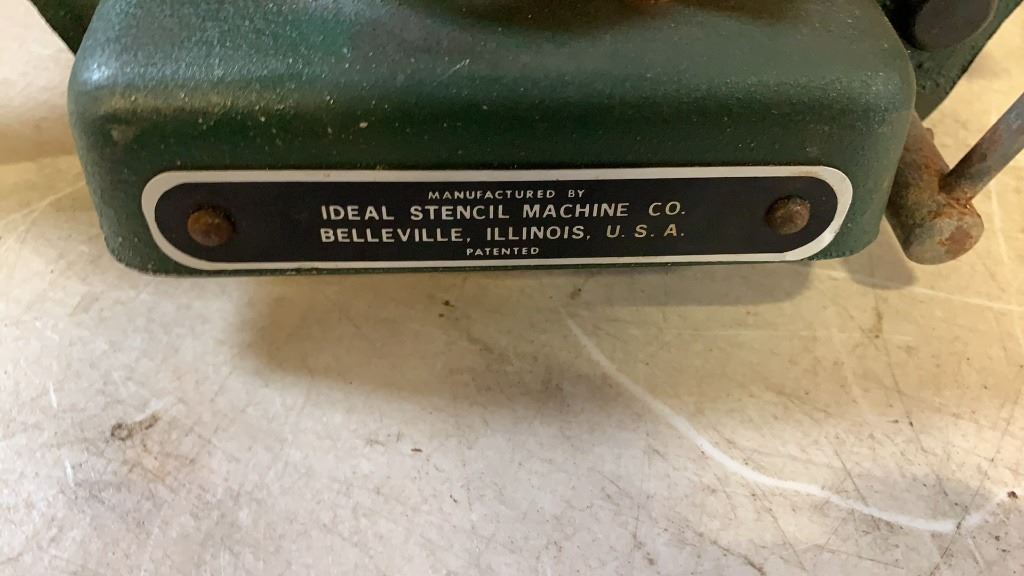 MANUFACTURED BY
IDEAL STENCIL MACHINE CO.
BELLEVILLE, ILLINOIS, U. S. A.
PATENTED